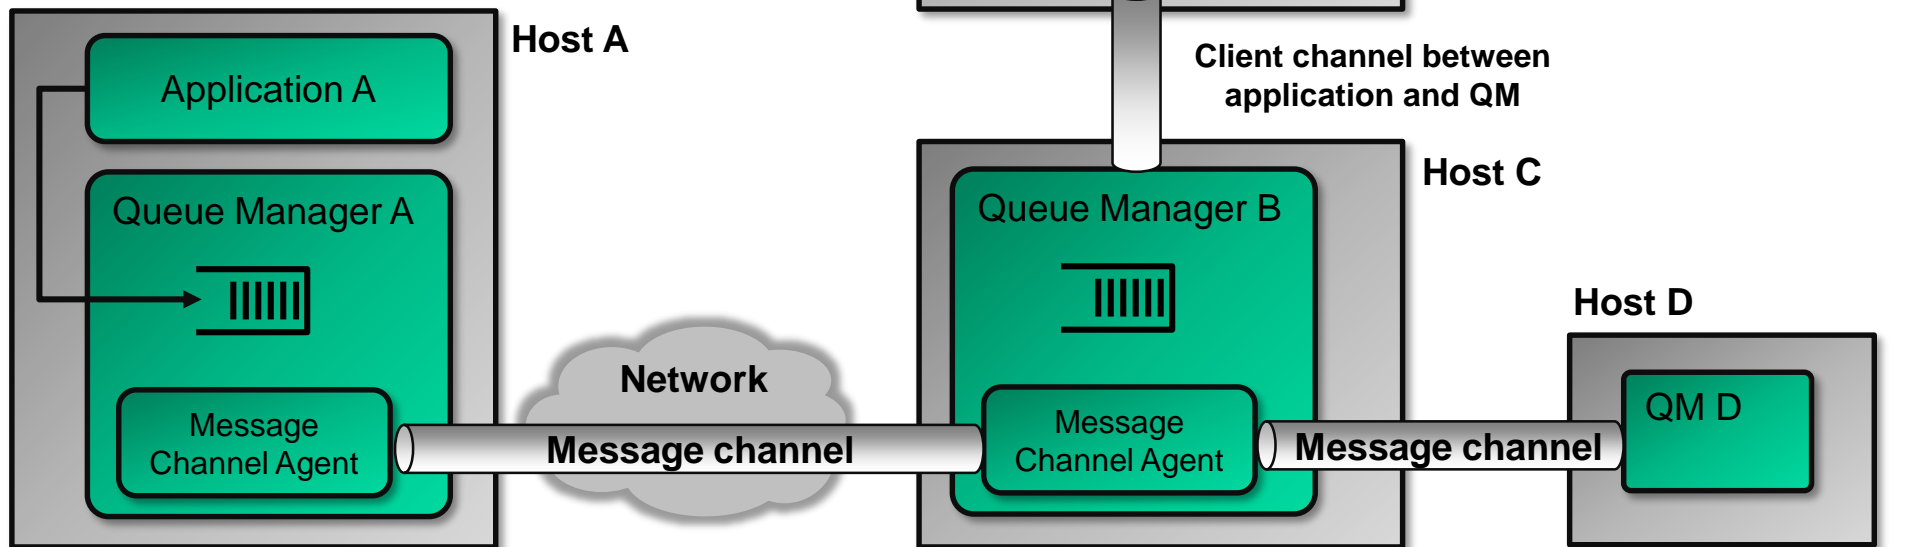 Host A
Application A
Queue Manager A
Message
Channel Agent
Network
Message channel
Client channel between
application and QM
Host C
Queue Manager B
Message
Channel Agent
Message channel
Host D
QM D